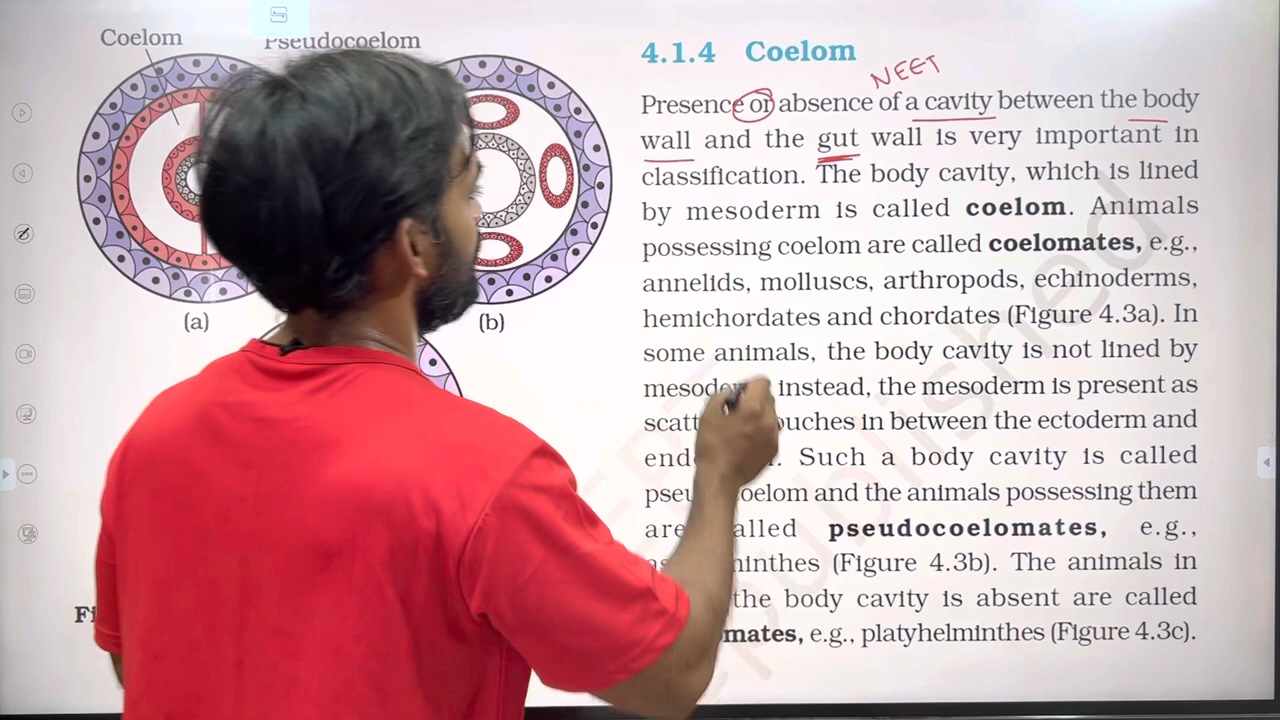 Coelom
Pseudocoelom
(a)
(b)
4.1.4 Coelom
NEET
Presence or absence of a cavity between the body
wall and the gut wall is very important in
classification. The body cavity, which is lined
by mesoderm is called coelom. Animals
possessing coelom are called coelomates, e.g.,
annelids, molluscs, arthropods, echinoderms,
hemichordates and chordates (Figure 4.3a). In
some animals, the body cavity is not lined by
instead, the mesoderm is present as
in between the ectoderm and
Such a body cavity is called
and the animals possessing them
are pseudocoelomates, e.g.,
(Figure 4.3b). The animals in
the body cavity is absent are called
e.g., platyhelminthes (Figure 4.3c).
published